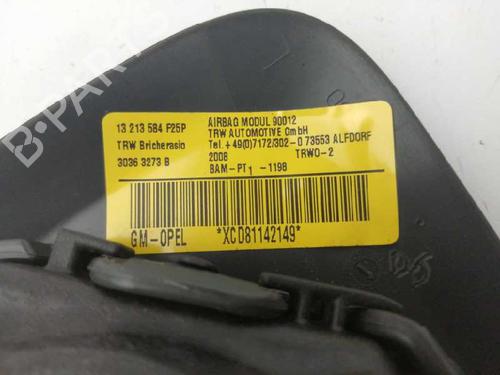 13 213 584 F25P
TRW Bricherasio
3036 3273 B
AIRBAG MODUL 90012
TRW AUTOMOTIVE GmbH
Tel.+49(0)7172/302-0 73553 ALFDORF
2008 TRWO-2
BAM-PT1 -1198
GM-OPEL *XCD81142149*
B-PARTS